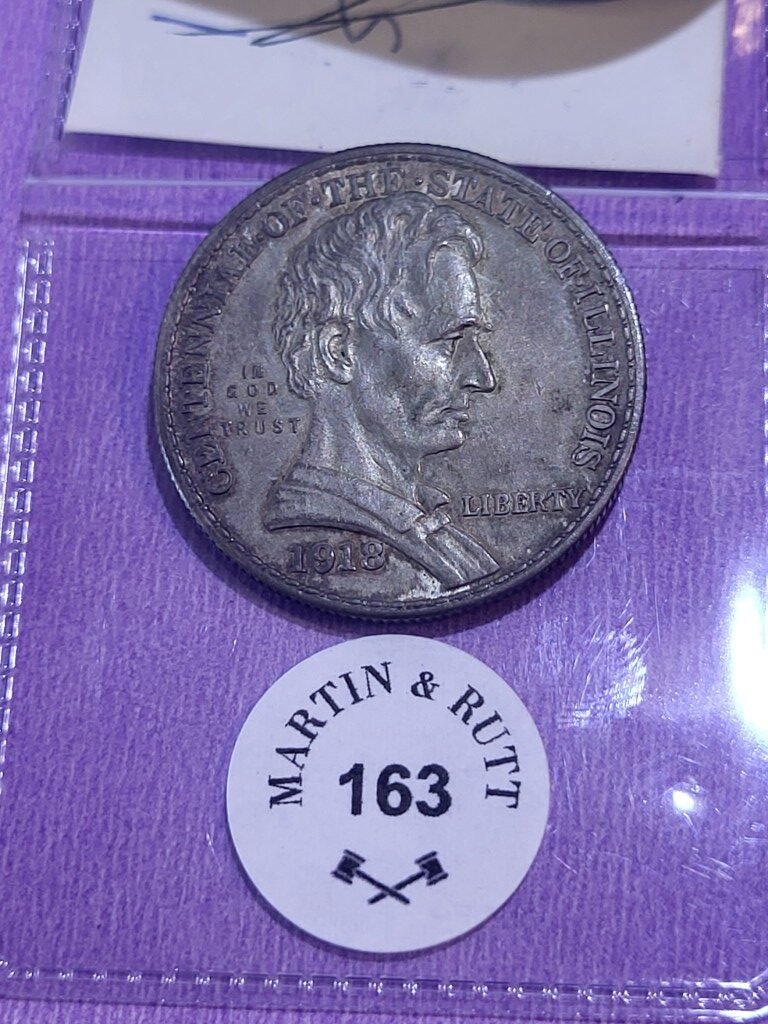 CENTENNIAL·OF·THE·STATE·OF·ILLINOIS
IN
GOD
WE
TRUST
LIBERTY
1918
MARTIN & RUTT
163